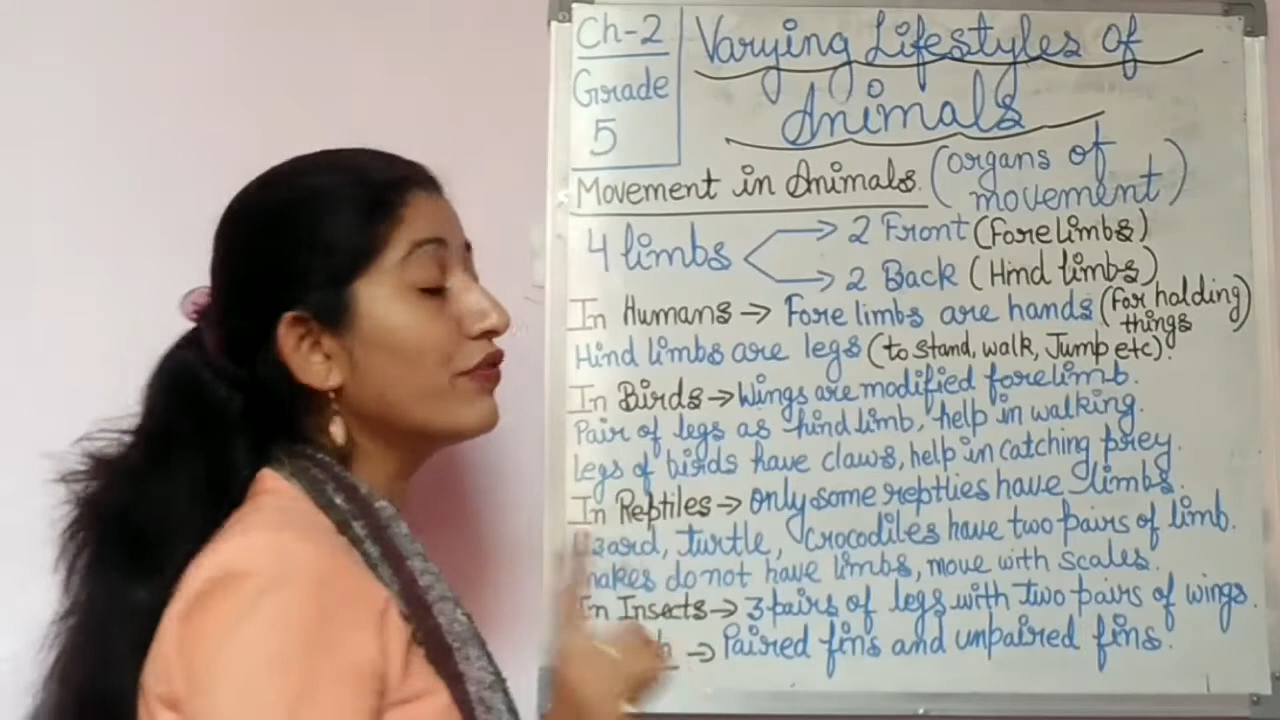 Ch-2
Grade
5
Varying Lifestyles of
Animals
Movement in Animals. (organs of
movement)
4 limbs → 2 Front (Forelimbs)
→ 2 Back (Hind limbs)
In Humans → Fore limbs are hands (for holding
things)
Hind limbs are legs (to stand, walk, Jump etc).
In Birds → Wings are modified forelimb.
Pair of legs as hind limb, help in walking.
Legs of birds have claws, help in catching prey.
In Reptiles → only some reptlies have limbs.
turtle, Crocodiles have two pairs of limb.
do not have limbs, move with scales.
In Insects → 3 pairs of legs with two pairs of wings.
→ Paired fins and unpaired fins.